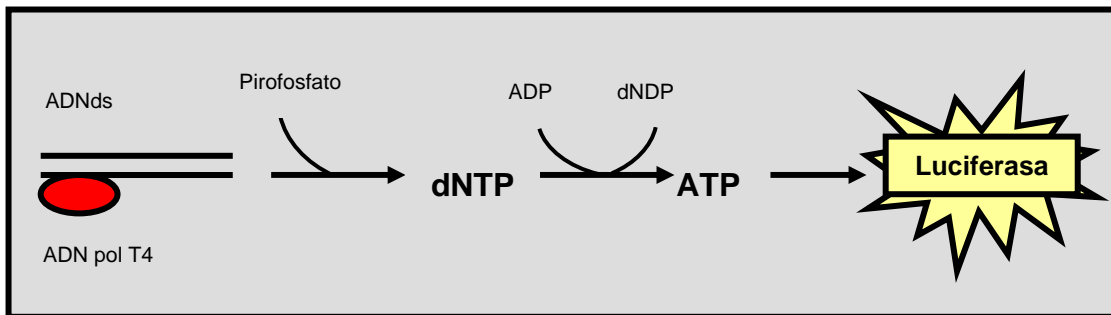 Pirofosfato
ADNds
ADP
dNDP
dNTP
ATP
Luciferasa
ADN pol T4